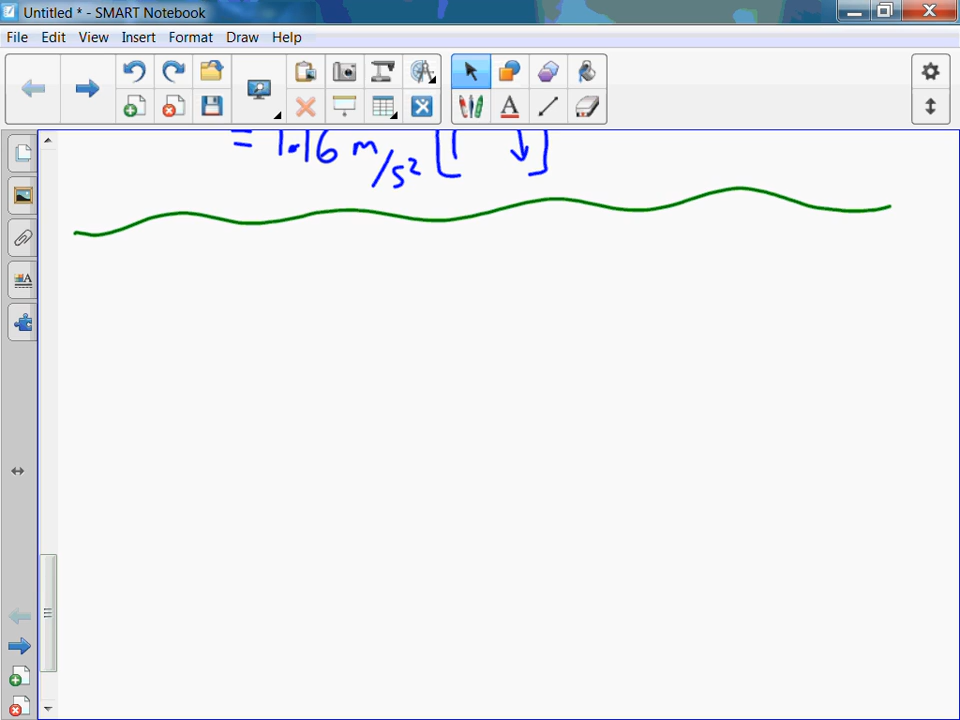 Untitled * - SMART Notebook
File Edit View Insert Format Draw Help
= 1.16 m/s² [↑ ↓]